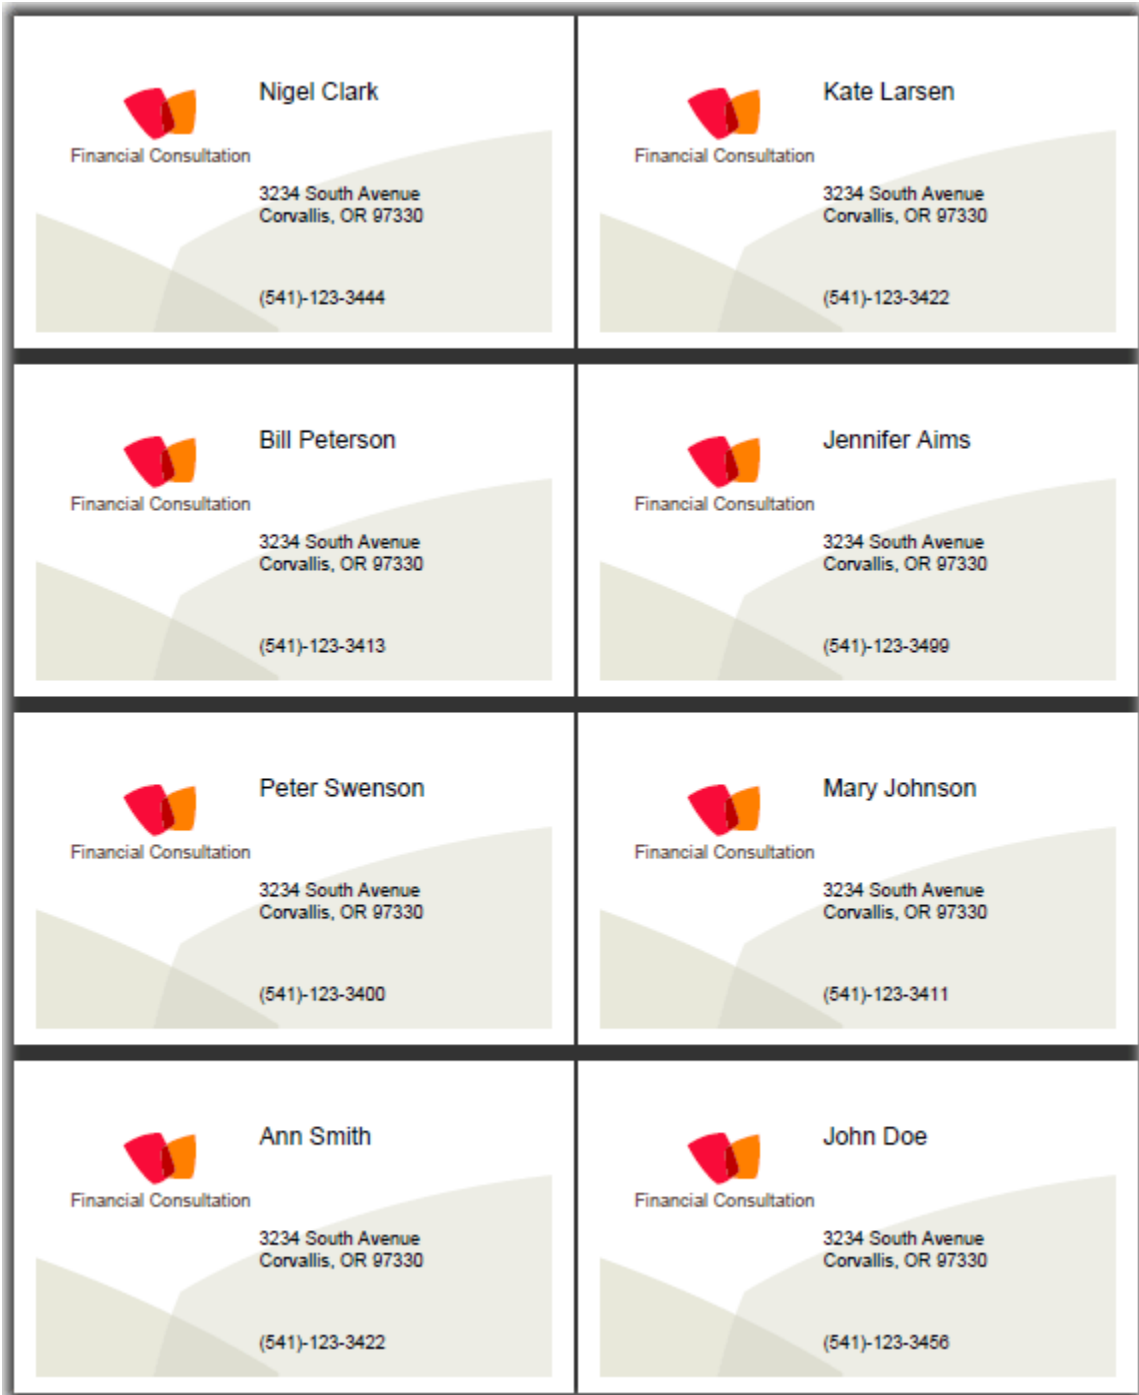 Nigel Clark
Financial Consultation
3234 South Avenue
Corvallis, OR 97330
(541)-123-3444
Kate Larsen
Financial Consultation
3234 South Avenue
Corvallis, OR 97330
(541)-123-3422
Bill Peterson
Financial Consultation
3234 South Avenue
Corvallis, OR 97330
(541)-123-3413
Jennifer Aims
Financial Consultation
3234 South Avenue
Corvallis, OR 97330
(541)-123-3499
Peter Swenson
Financial Consultation
3234 South Avenue
Corvallis, OR 97330
(541)-123-3400
Mary Johnson
Financial Consultation
3234 South Avenue
Corvallis, OR 97330
(541)-123-3411
Ann Smith
Financial Consultation
3234 South Avenue
Corvallis, OR 97330
(541)-123-3422
John Doe
Financial Consultation
3234 South Avenue
Corvallis, OR 97330
(541)-123-3456